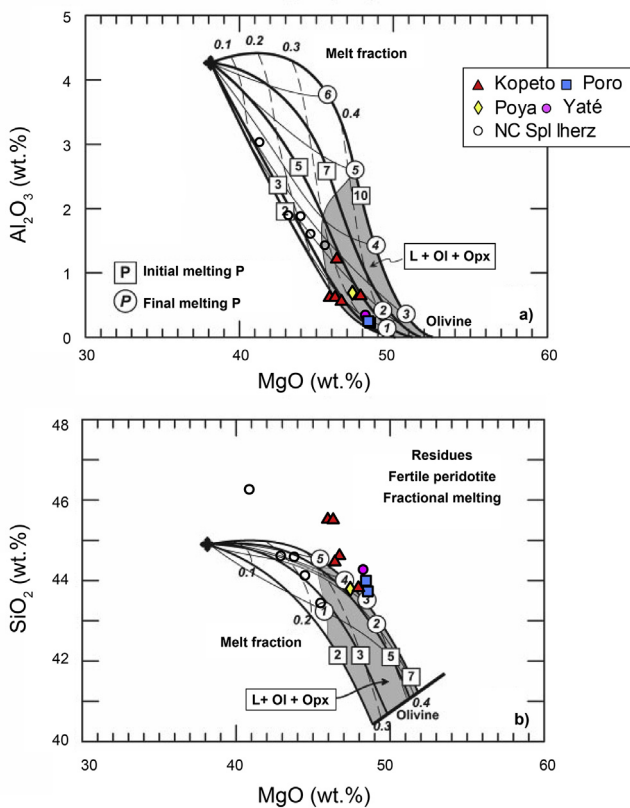 5
0.1
0.2
0.3
Melt fraction
Kopeto
Poro
4
6
0.4
Poya
Yaté
NC Spl lherz
Al2O3 (wt.%)
3
5
7
5
3
10
2
2
4
L + Ol + Opx
P
Initial melting P
1
P
Final melting P
2
3
Olivine
1
a)
0
30
40
50
60
MgO (wt.%)
48
Residues
Fertile peridotite
Fractional melting
46
SiO2 (wt.%)
5
44
0.1
4
3
1
0.2
2
Melt fraction
2
3
5
42
7
L+ Ol + Opx
0.4
Olivine
0.3
b)
40
30
40
50
60
MgO (wt.%)